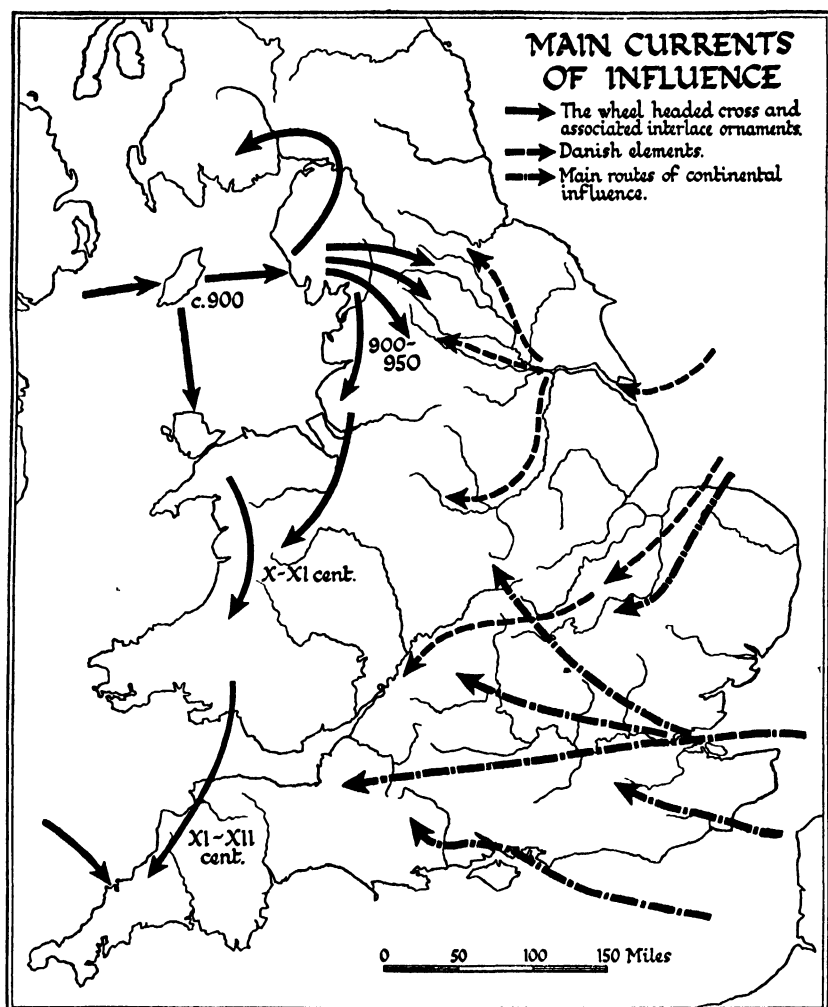 MAIN CURRENTS
OF INFLUENCE
The wheel headed cross and
associated interlace ornaments.
Danish elements.
Main routes of continental
influence.
c.900
900-
950
X-XI cent.
XI-XII
cent.
0 50 100 150 Miles